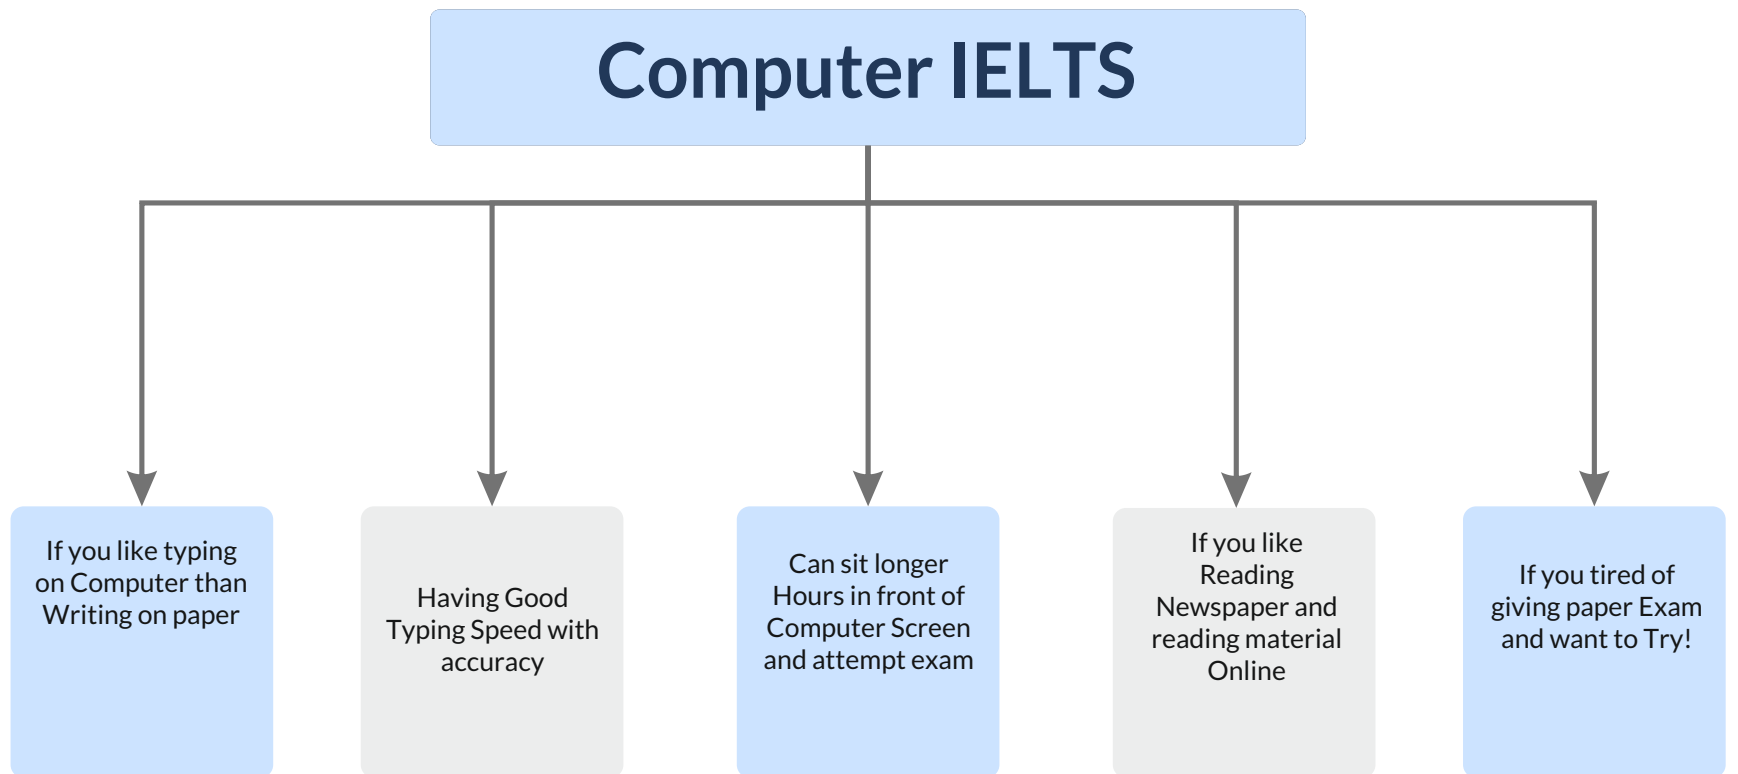 Computer IELTS
If you like typing
on Computer than
Writing on paper
Having Good
Typing Speed with
accuracy
Can sit longer
Hours in front of
Computer Screen
and attempt exam
If you like
Reading
Newspaper and
reading material
Online
If you tired of
giving paper Exam
and want to Try!